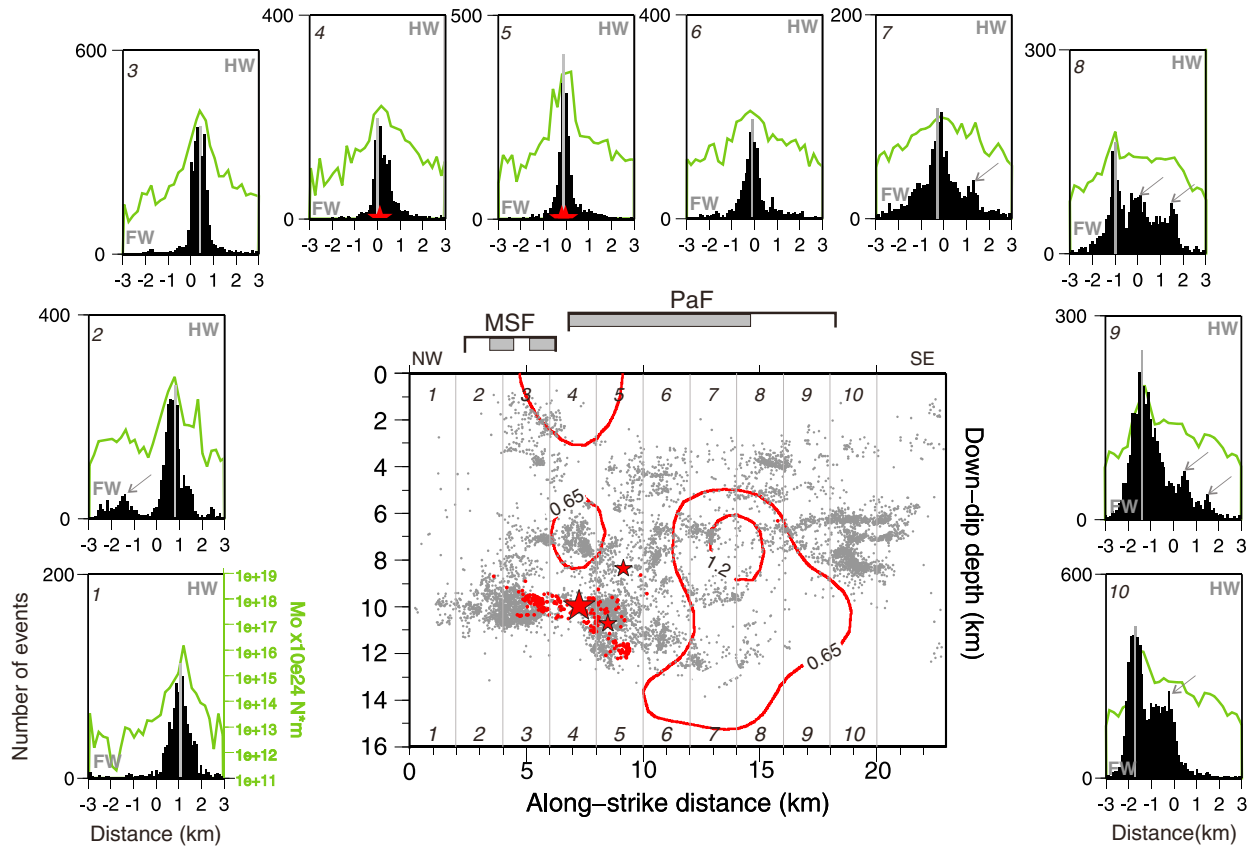 400
4
HW
FW
0
-3 -2 -1 0 1 2 3
500
5
HW
FW
0
-3 -2 -1 0 1 2 3
400
6
HW
FW
0
-3 -2 -1 0 1 2 3
200
7
HW
FW
0
-3 -2 -1 0 1 2 3
600
3
HW
FW
0
-3 -2 -1 0 1 2 3
300
8
HW
FW
0
-3 -2 -1 0 1 2 3
400
2
HW
FW
0
-3 -2 -1 0 1 2 3
300
9
HW
FW
0
-3 -2 -1 0 1 2 3
200
1
HW
FW
0
-3 -2 -1 0 1 2 3
Number of events
Distance (km)
1e+19
1e+18
1e+17
1e+16
1e+15
1e+14
1e+13
1e+12
1e+11
Mo x10e24 N*m
600
10
HW
FW
0
-3 -2 -1 0 1 2 3
Distance(km)
PaF
MSF
NW
SE
1 2 3 4 5 6 7 8 9 10
0.65
1.2
0.65
1 2 3 4 5 6 7 8 9 10
0
2
4
6
8
10
12
14
16
0 5 10 15 20
Along–strike distance (km)
Down–dip depth (km)